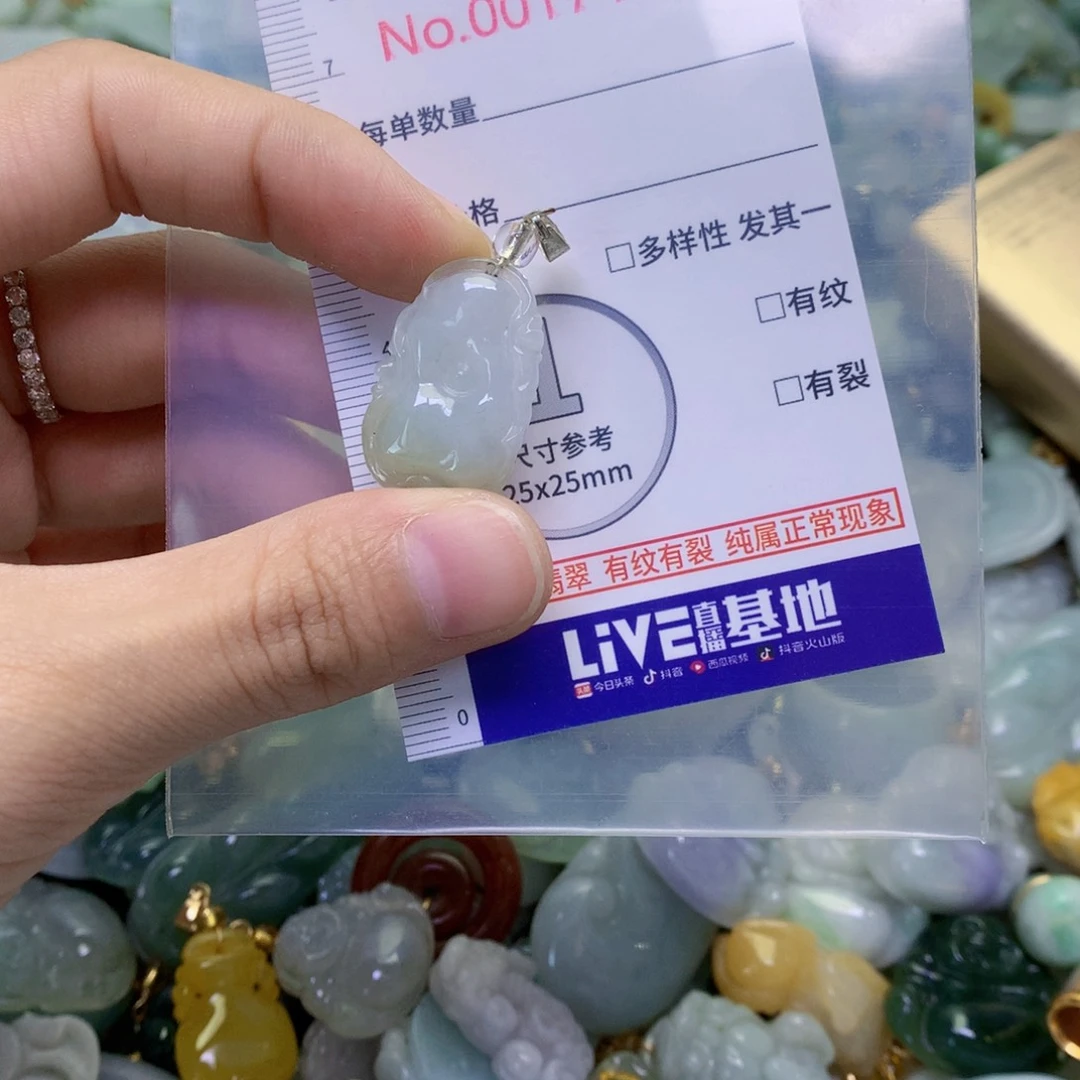 7
每单数量
格
□多样性 发其一
□有纹
□有裂
1
尺寸参考
25x25mm
翡翠 有纹有裂 纯属正常现象
LiVE直播基地
头条 今日头条 抖音 西瓜视频 抖音火山版
0